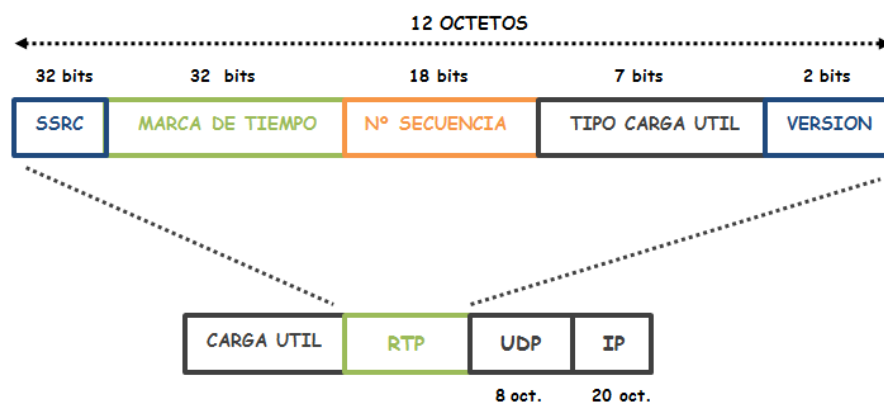 12 OCTETOS
32 bits 32 bits 18 bits 7 bits 2 bits
SSRC MARCA DE TIEMPO Nº SECUENCIA TIPO CARGA UTIL VERSION
CARGA UTIL RTP UDP IP
8 oct. 20 oct.